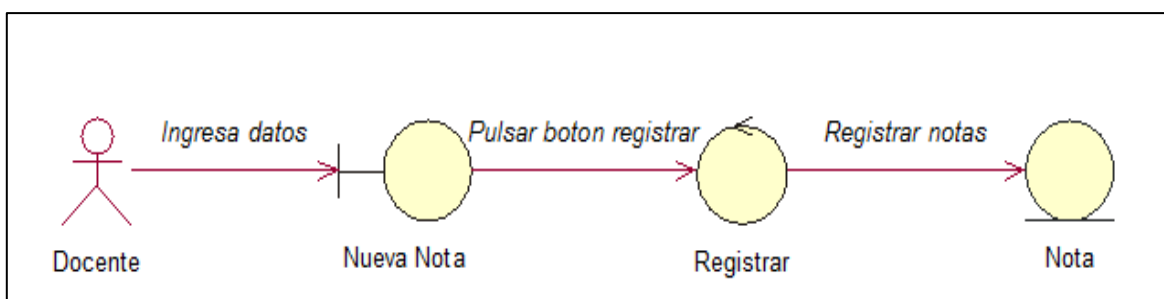 Ingresa datos
Pulsar boton registrar
Registrar notas
Docente
Nueva Nota
Registrar
Nota